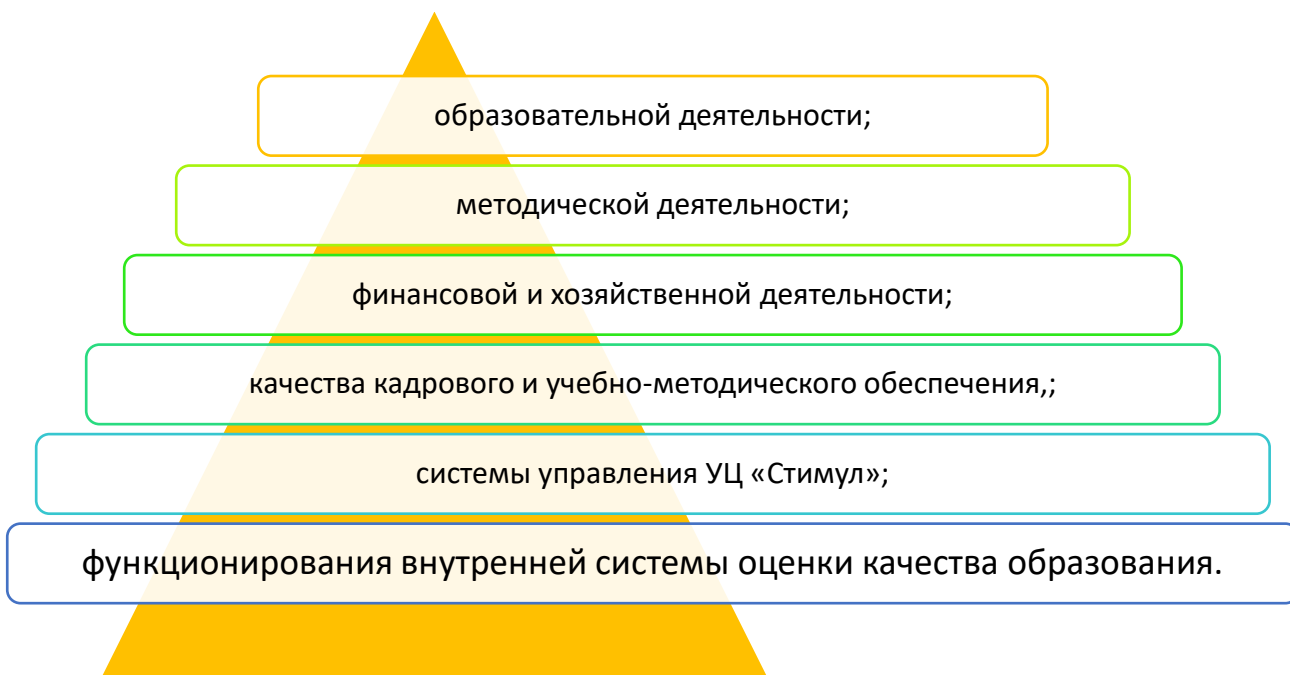 образовательной деятельности;
методической деятельности;
финансовой и хозяйственной деятельности;
качества кадрового и учебно-методического обеспечения,;
системы управления УЦ «Стимул»;
функционирования внутренней системы оценки качества образования.